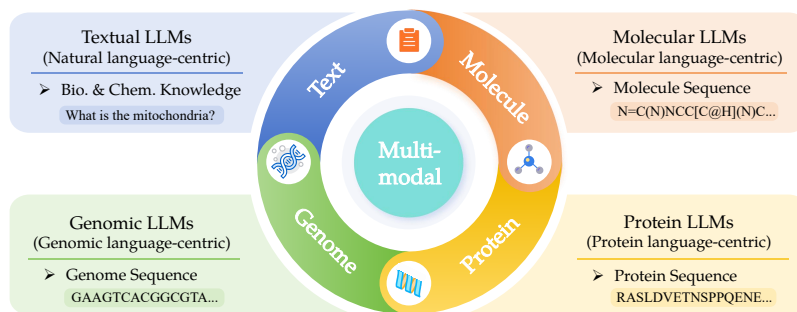 Textual LLMs
(Natural language-centric)
➢ Bio. & Chem. Knowledge
What is the mitochondria?
Molecular LLMs
(Molecular language-centric)
➢ Molecule Sequence
N=C(N)NCC[C@H](N)C...
Text
Molecule
Multi-
modal
Genome
Protein
Genomic LLMs
(Genomic language-centric)
➢ Genome Sequence
GAAGTCACGGCGTA...
Protein LLMs
(Protein language-centric)
➢ Protein Sequence
RASLDVETNSPPQENE...